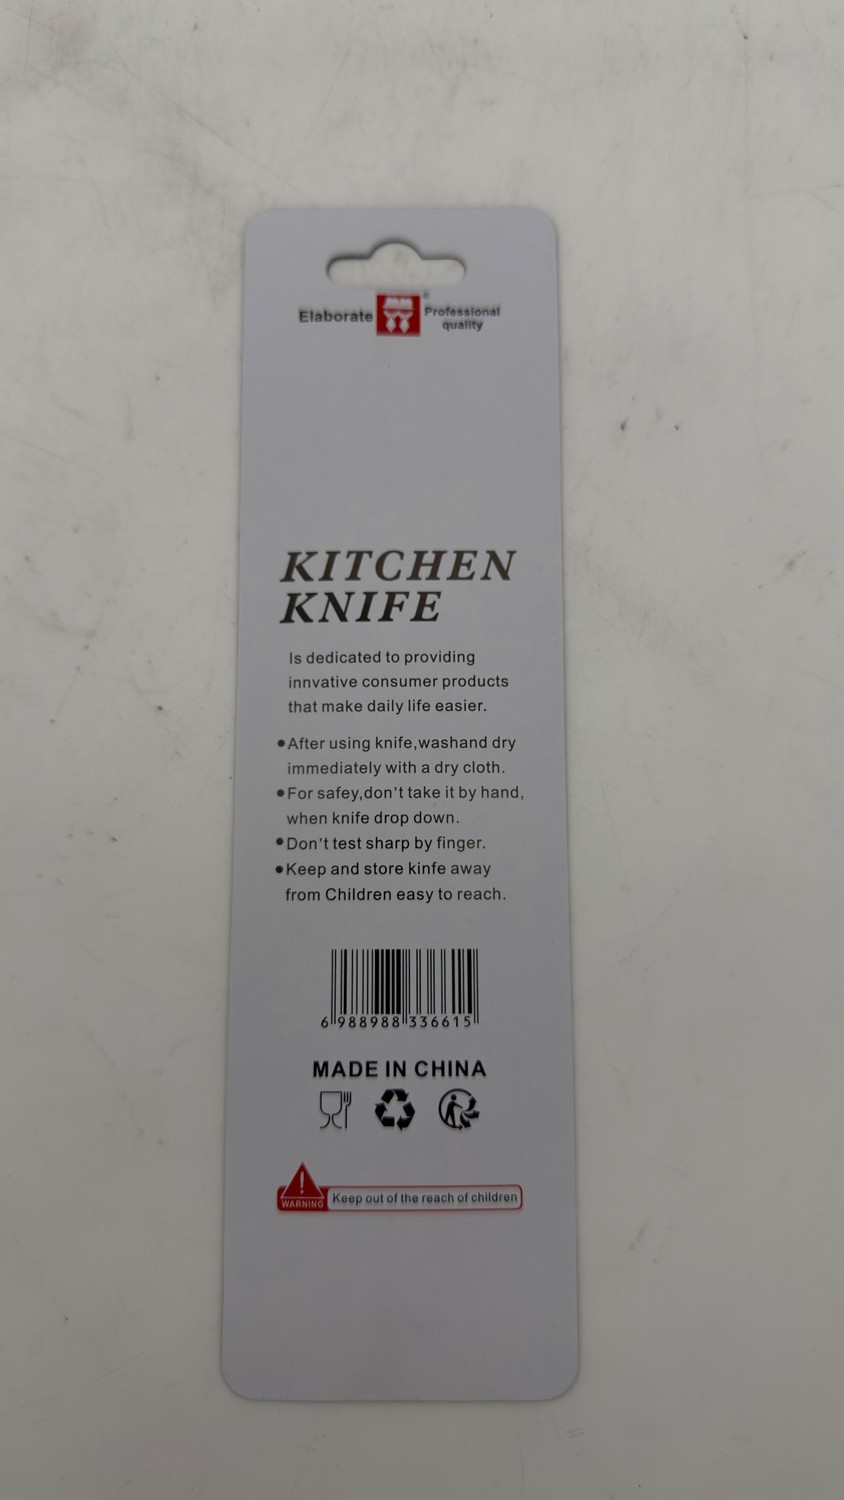 Elaborate
Professional
quality
KITCHEN
KNIFE
Is dedicated to providing
innvative consumer products
that make daily life easier.
●After using knife,washand dry
immediately with a dry cloth.
●For safey,don't take it by hand,
when knife drop down.
●Don't test sharp by finger.
●Keep and store kinfe away
from Children easy to reach.
6 988988 336615
MADE IN CHINA
WARNING Keep out of the reach of children